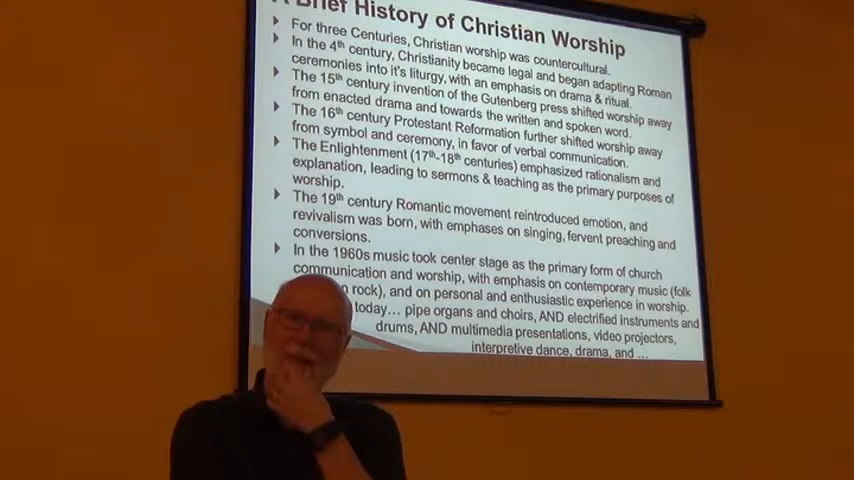 A Brief History of Christian Worship
For three Centuries, Christian worship was countercultural.
In the 4th century, Christianity became legal and began adapting Roman
ceremonies into it's liturgy, with an emphasis on drama & ritual.
The 15th century invention of the Gutenberg press shifted worship away
from enacted drama and towards the written and spoken word.
The 16th century Protestant Reformation further shifted worship away
from symbol and ceremony, in favor of verbal communication.
The Enlightenment (17th-18th centuries) emphasized rationalism and
explanation, leading to sermons & teaching as the primary purposes of
worship.
The 19th century Romantic movement reintroduced emotion, and
revivalism was born, with emphases on singing, fervent preaching and
conversions.
In the 1960s music took center stage as the primary form of church
communication and worship, with emphasis on contemporary music (folk
rock), and on personal and enthusiastic experience in worship.
today… pipe organs and choirs, AND electrified instruments and
drums, AND multimedia presentations, video projectors,
interpretive dance, drama, and …